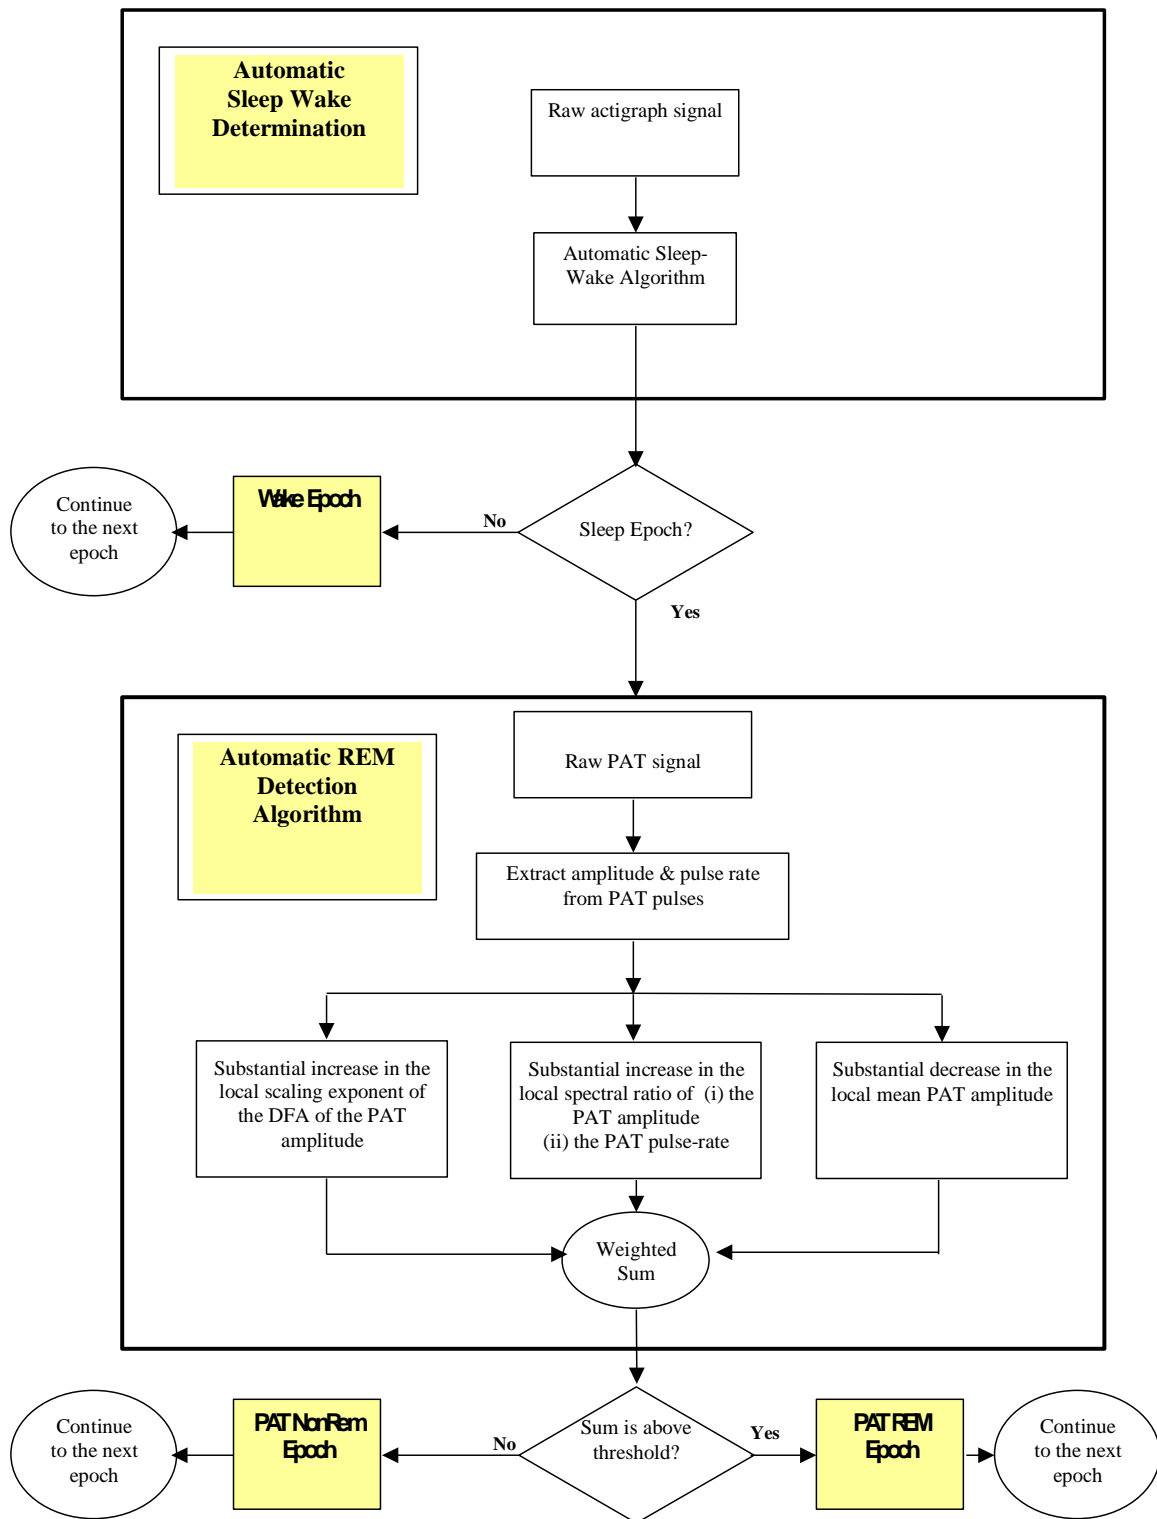 Automatic
Sleep Wake
Determination
Raw actigraph signal
Automatic Sleep-
Wake Algorithm
Continue
to the next
epoch
Wake Epoch
No
Sleep Epoch?
Yes
Automatic REM
Detection
Algorithm
Raw PAT signal
Extract amplitude & pulse rate
from PAT pulses
Substantial increase in the
local scaling exponent of
the DFA of the PAT
amplitude
Substantial increase in the
local spectral ratio of (i) the
PAT amplitude
(ii) the PAT pulse-rate
Substantial decrease in the
local mean PAT amplitude
Weighted
Sum
Continue
to the next
epoch
PAT NonRem
Epoch
No
Sum is above
threshold?
Yes
PAT REM
Epoch
Continue
to the next
epoch